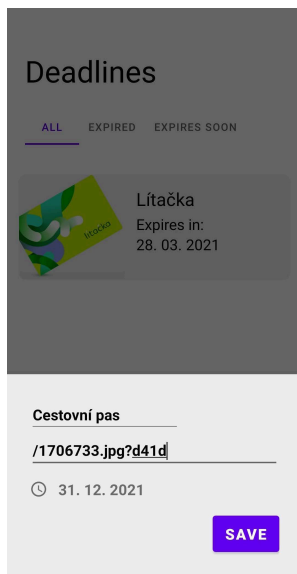 Deadlines
ALL EXPIRED EXPIRES SOON
lítačka
Lítačka
Expires in:
28. 03. 2021
Cestovní pas
/1706733.jpg?d41d
31. 12. 2021
SAVE